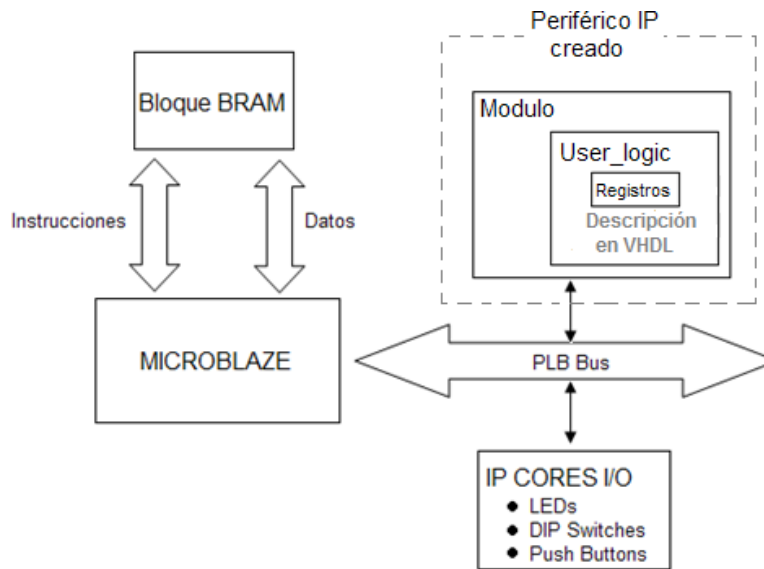 Periférico IP
creado
Bloque BRAM
Modulo
User_logic
Registros
Descripción
en VHDL
Instrucciones
Datos
MICROBLAZE
PLB Bus
IP CORES I/O
● LEDs
● DIP Switches
● Push Buttons